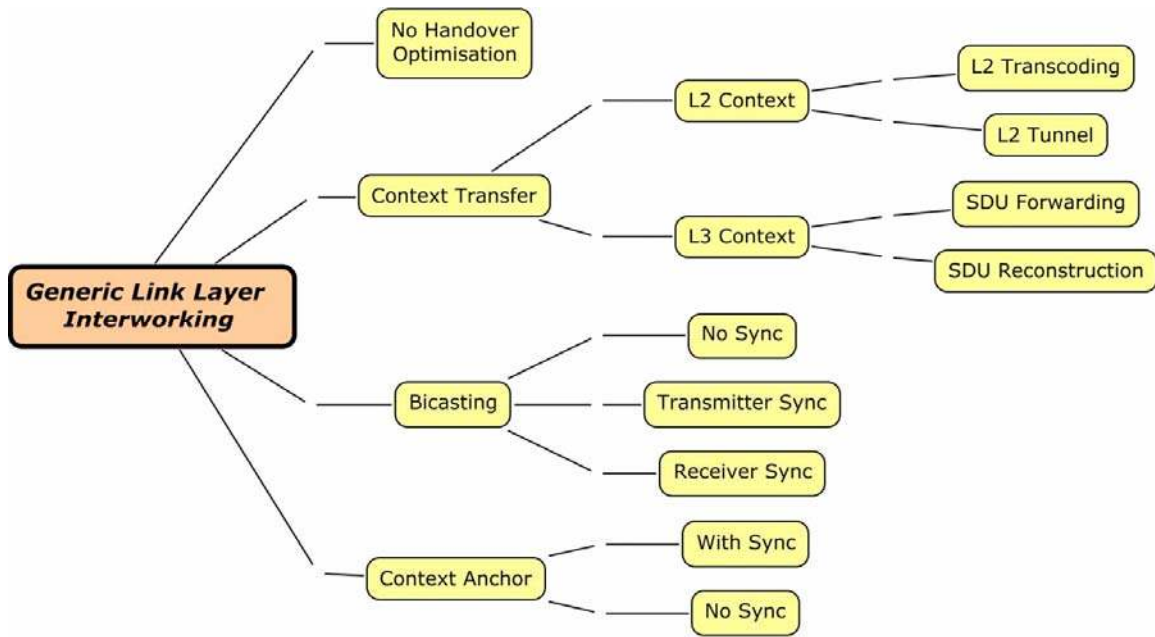 No Handover
Optimisation
L2 Transcoding
L2 Context
L2 Tunnel
Context Transfer
SDU Forwarding
L3 Context
SDU Reconstruction
Generic Link Layer
Interworking
No Sync
Bicasting
Transmitter Sync
Receiver Sync
With Sync
Context Anchor
No Sync